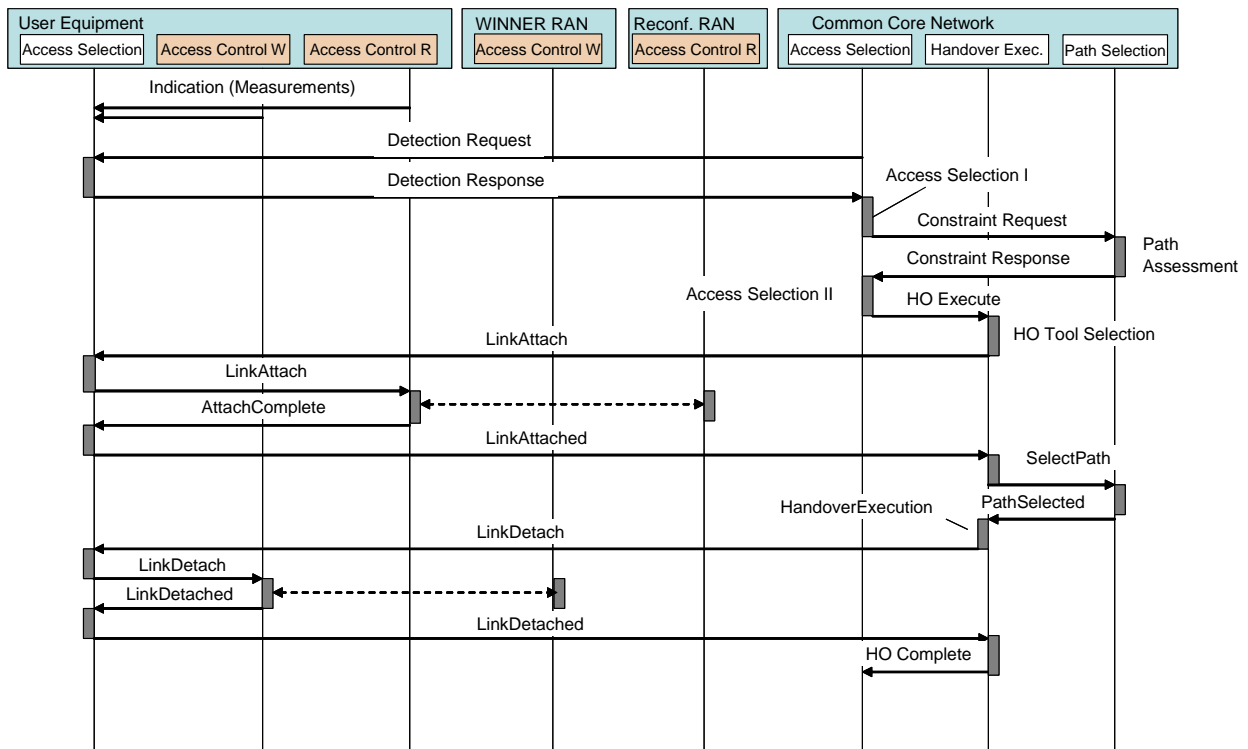 User Equipment
WINNER RAN
Reconf. RAN
Common Core Network
Access Selection
Access Control W
Access Control R
Access Control W
Access Control R
Access Selection
Handover Exec.
Path Selection
Indication (Measurements)
Detection Request
Detection Response
Access Selection I
Constraint Request
Path
Assessment
Constraint Response
Access Selection II
HO Execute
HO Tool Selection
LinkAttach
LinkAttach
AttachComplete
LinkAttached
SelectPath
HandoverExecution
PathSelected
LinkDetach
LinkDetach
LinkDetached
LinkDetached
HO Complete